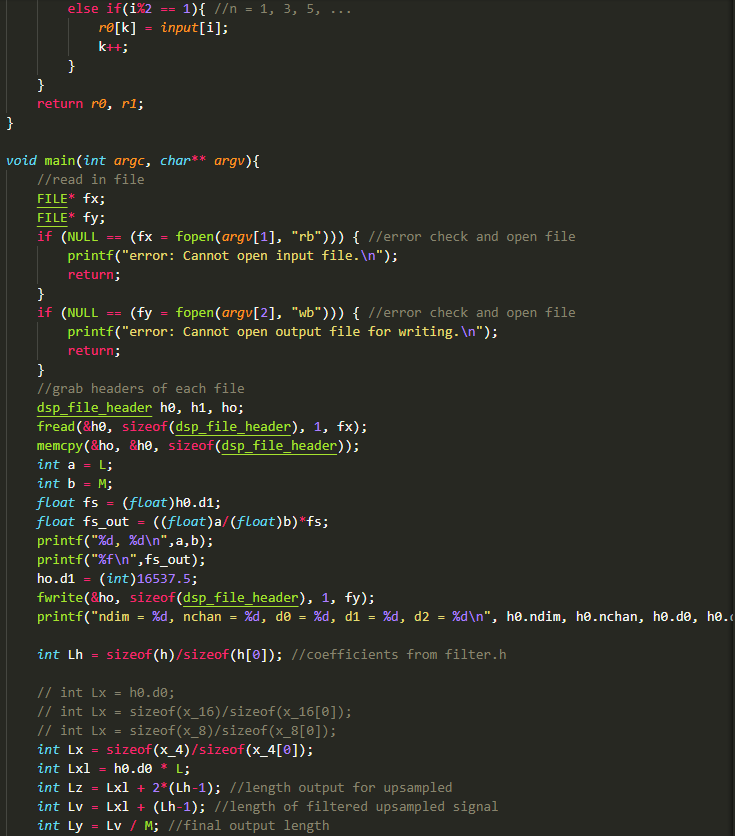 else if(i%2 == 1){ //n = 1, 3, 5, ...
            r0[k] = input[i];
            k++;
        }
    }
    return r0, r1;
}

void main(int argc, char** argv){
    //read in file
    FILE* fx;
    FILE* fy;
    if (NULL == (fx = fopen(argv[1], "rb"))) { //error check and open file
        printf("error: Cannot open input file.\n");
        return;
    }
    if (NULL == (fy = fopen(argv[2], "wb"))) { //error check and open file
        printf("error: Cannot open output file for writing.\n");
        return;
    }
    //grab headers of each file
    dsp_file_header h0, h1, ho;
    fread(&h0, sizeof(dsp_file_header), 1, fx);
    memcpy(&ho, &h0, sizeof(dsp_file_header));
    int a = L;
    int b = M;
    float fs = (float)h0.d1;
    float fs_out = ((float)a/(float)b)*fs;
    printf("%d, %d\n",a,b);
    printf("%f\n",fs_out);
    ho.d1 = (int)16537.5;
    fwrite(&ho, sizeof(dsp_file_header), 1, fy);
    printf("ndim = %d, nchan = %d, d0 = %d, d1 = %d, d2 = %d\n", h0.ndim, h0.nchan, h0.d0, h0.

    int Lh = sizeof(h)/sizeof(h[0]); //coefficients from filter.h

    // int Lx = h0.d0;
    // int Lx = sizeof(x_16)/sizeof(x_16[0]);
    // int Lx = sizeof(x_8)/sizeof(x_8[0]);
    int Lx = sizeof(x_4)/sizeof(x_4[0]);
    int Lxl = h0.d0 * L;
    int Lz = Lxl + 2*(Lh-1); //length output for upsampled
    int Lv = Lxl + (Lh-1); //length of filtered upsampled signal
    int Ly = Lv / M; //final output length